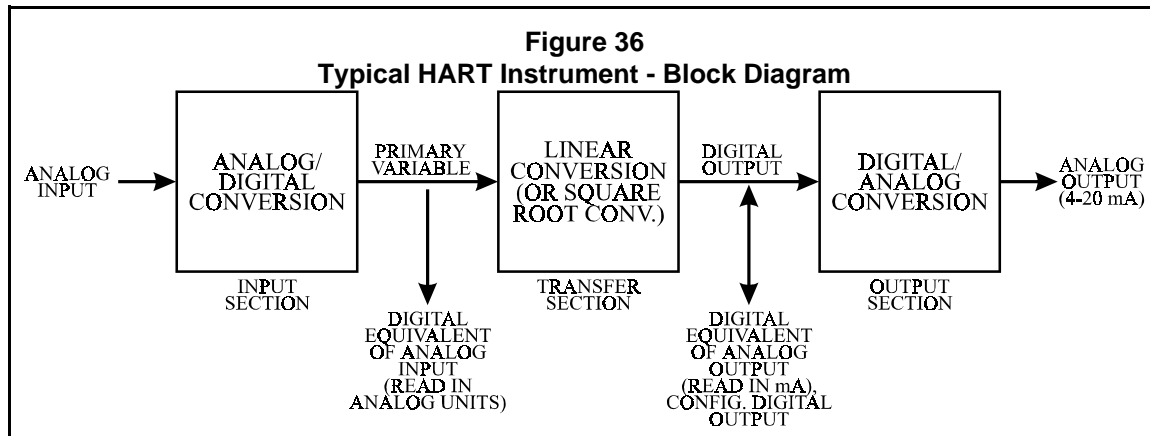 Figure 36
Typical HART Instrument - Block Diagram
ANALOG
INPUT
ANALOG/
DIGITAL
CONVERSION
INPUT
SECTION
PRIMARY
VARIABLE
DIGITAL
EQUIVALENT
OF ANALOG
INPUT
(READ IN
ANALOG UNITS)
LINEAR
CONVERSION
(OR SQUARE
ROOT CONV.)
TRANSFER
SECTION
DIGITAL
OUTPUT
DIGITAL
EQUIVALENT
OF ANALOG
OUTPUT
(READ IN mA),
CONFIG. DIGITAL
OUTPUT
DIGITAL/
ANALOG
CONVERSION
OUTPUT
SECTION
ANALOG
OUTPUT
(4-20 mA)